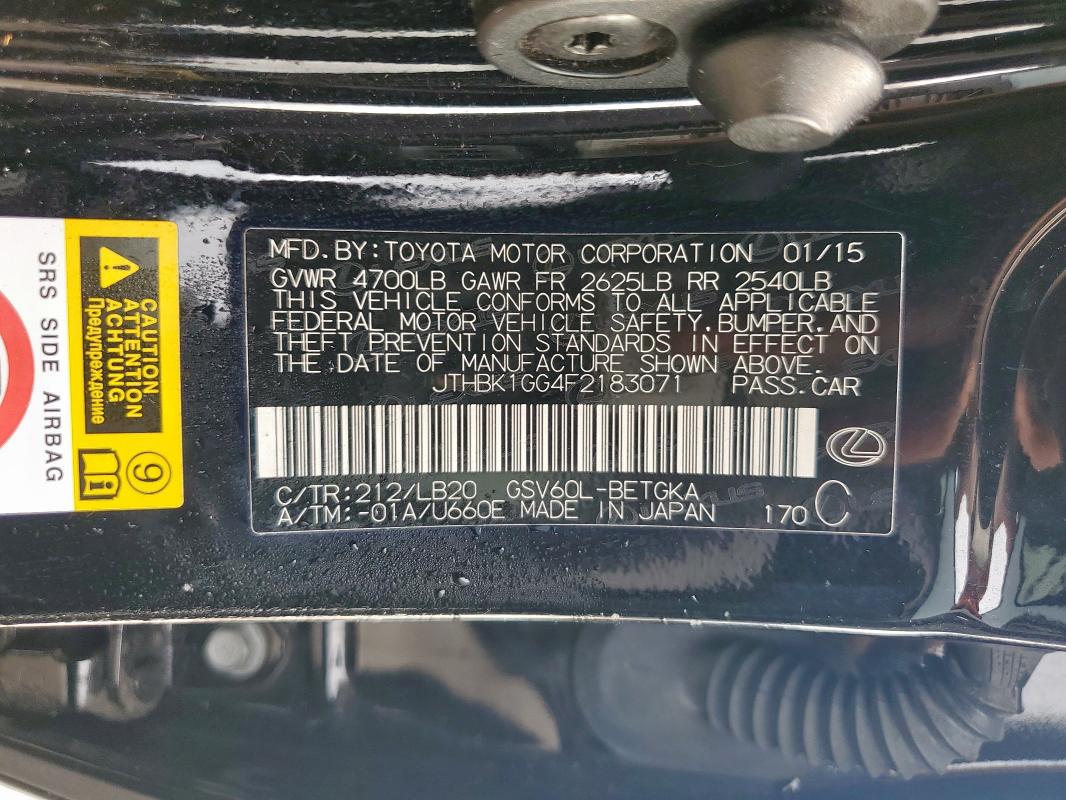 MFD.BY:TOYOTA MOTOR CORPORATION 01/15
GVWR 4700LB GAWR FR 2625LB RR 2540LB
THIS VEHICLE CONFORMS TO ALL APPLICABLE
FEDERAL MOTOR VEHICLE SAFETY,BUMPER,AND
THEFT PREVENTION STANDARDS IN EFFECT ON
THE DATE OF MANUFACTURE SHOWN ABOVE.
JTHBK1GG4F2183071 PASS.CAR
C/TR:212/LB20 GSV60L-BETGKA
A/TM:-01A/U660E MADE IN JAPAN 170 C
CAUTION
ATTENTION
ACHTUNG
Предупреждение
9
SRS SIDE AIRBAG